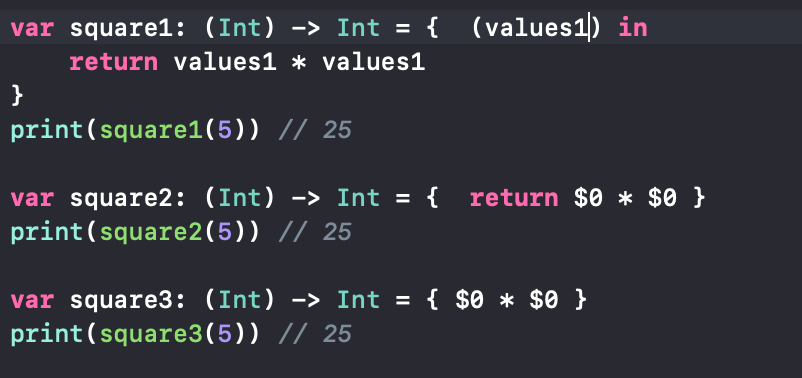 var square1: (Int) -> Int = {  (values1) in
    return values1 * values1
}
print(square1(5)) // 25

var square2: (Int) -> Int = {  return $0 * $0 }
print(square2(5)) // 25

var square3: (Int) -> Int = { $0 * $0 }
print(square3(5)) // 25